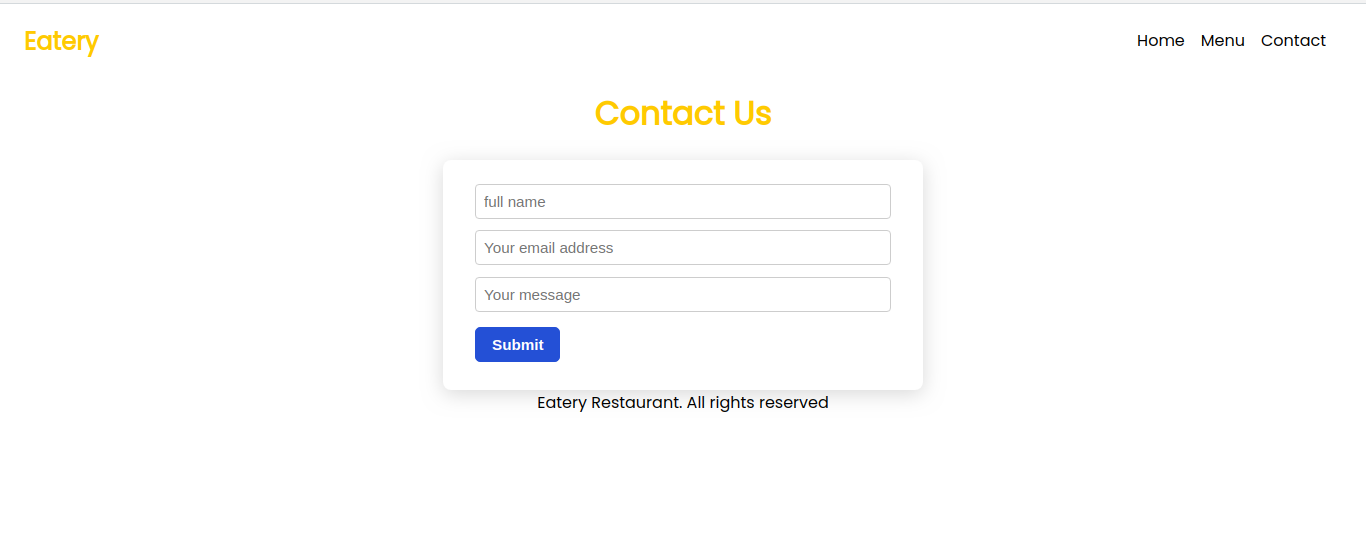 Eatery
Home Menu Contact
Contact Us
full name
Your email address
Your message
Submit
Eatery Restaurant. All rights reserved